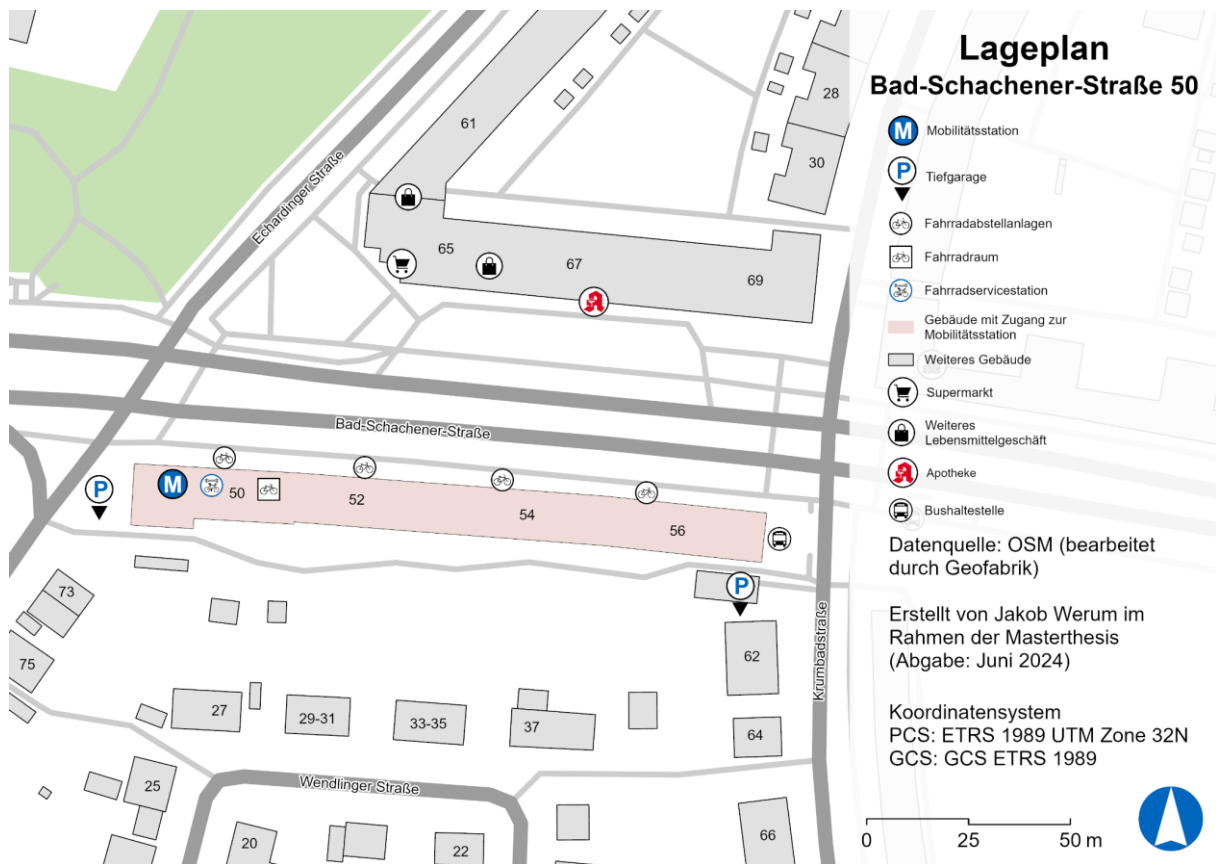 Lageplan
Bad-Schachener-Straße 50
M Mobilitätsstation
P Tiefgarage
Fahrradabstellanlagen
Fahrradraum
Fahrradservicestation
Gebäude mit Zugang zur
Mobilitätsstation
Weiteres Gebäude
Supermarkt
Weiteres
Lebensmittelgeschäft
Apotheke
Bushaltestelle
Datenquelle: OSM (bearbeitet
durch Geofabrik)
Erstellt von Jakob Werum im
Rahmen der Masterthesis
(Abgabe: Juni 2024)
Koordinatensystem
PCS: ETRS 1989 UTM Zone 32N
GCS: GCS ETRS 1989
0 25 50 m
28
61
30
Echardinger Straße
65
67
69
Bad-Schachener-Straße
P
M
50
52
54
56
P
73
75
62
Krumbadstraße
27
29-31
33-35
37
64
Wendlinger Straße
25
20
22
66